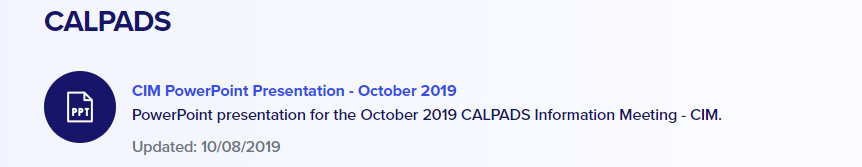 CALPADS
PPT
CIM PowerPoint Presentation - October 2019
PowerPoint presentation for the October 2019 CALPADS Information Meeting - CIM.
Updated: 10/08/2019